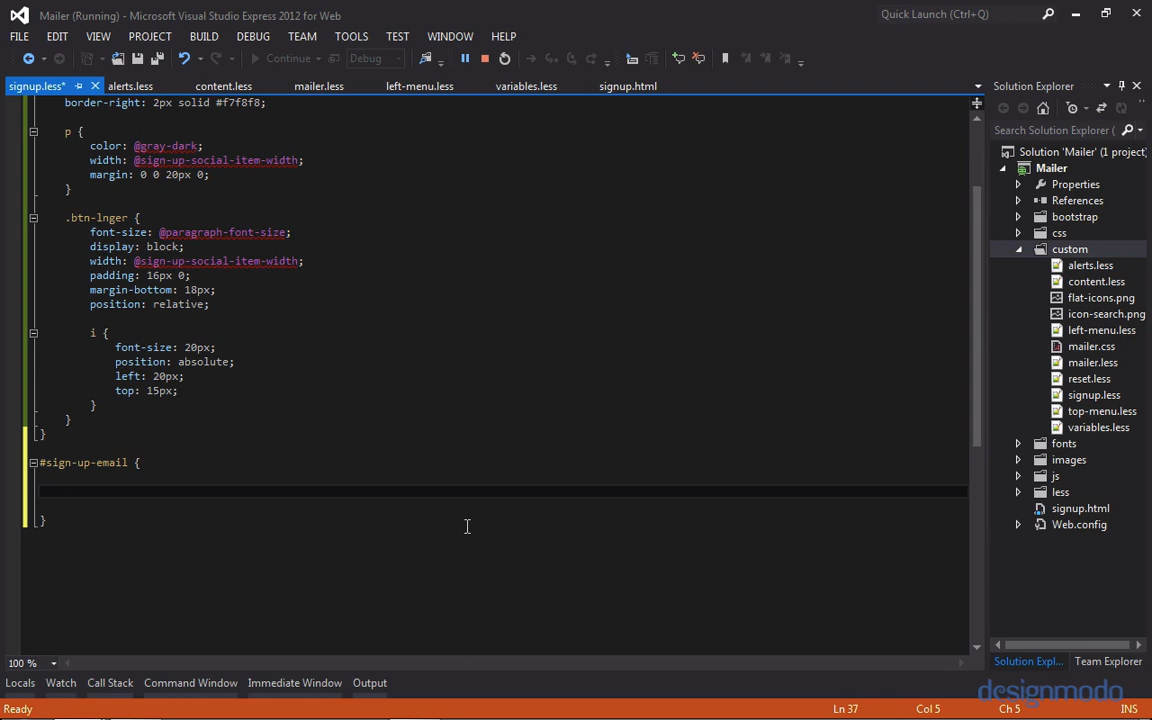 Mailer (Running) - Microsoft Visual Studio Express 2012 for Web
Quick Launch (Ctrl+Q)
FILE EDIT VIEW PROJECT BUILD DEBUG TEAM TOOLS TEST WINDOW HELP
Continue Debug
signup.less* alerts.less content.less mailer.less left-menu.less variables.less signup.html
border-right: 2px solid #f7f8f8;
p {
color: @gray-dark;
width: @sign-up-social-item-width;
margin: 0 0 20px 0;
}
.btn-lnger {
font-size: @paragraph-font-size;
display: block;
width: @sign-up-social-item-width;
padding: 16px 0;
margin-bottom: 18px;
position: relative;
i {
font-size: 20px;
position: absolute;
left: 20px;
top: 15px;
}
}
}
#sign-up-email {
}
100 %
Solution Explorer
Search Solution Explorer (
Solution 'Mailer' (1 project)
Mailer
Properties
References
bootstrap
css
custom
alerts.less
content.less
flat-icons.png
icon-search.png
left-menu.less
mailer.css
mailer.less
reset.less
signup.less
top-menu.less
variables.less
fonts
images
js
less
signup.html
Web.config
Solution Expl... Team Explorer
Locals Watch Call Stack Command Window Immediate Window Output
designmodo
Ready Ln 37 Col 5 Ch 5 INS